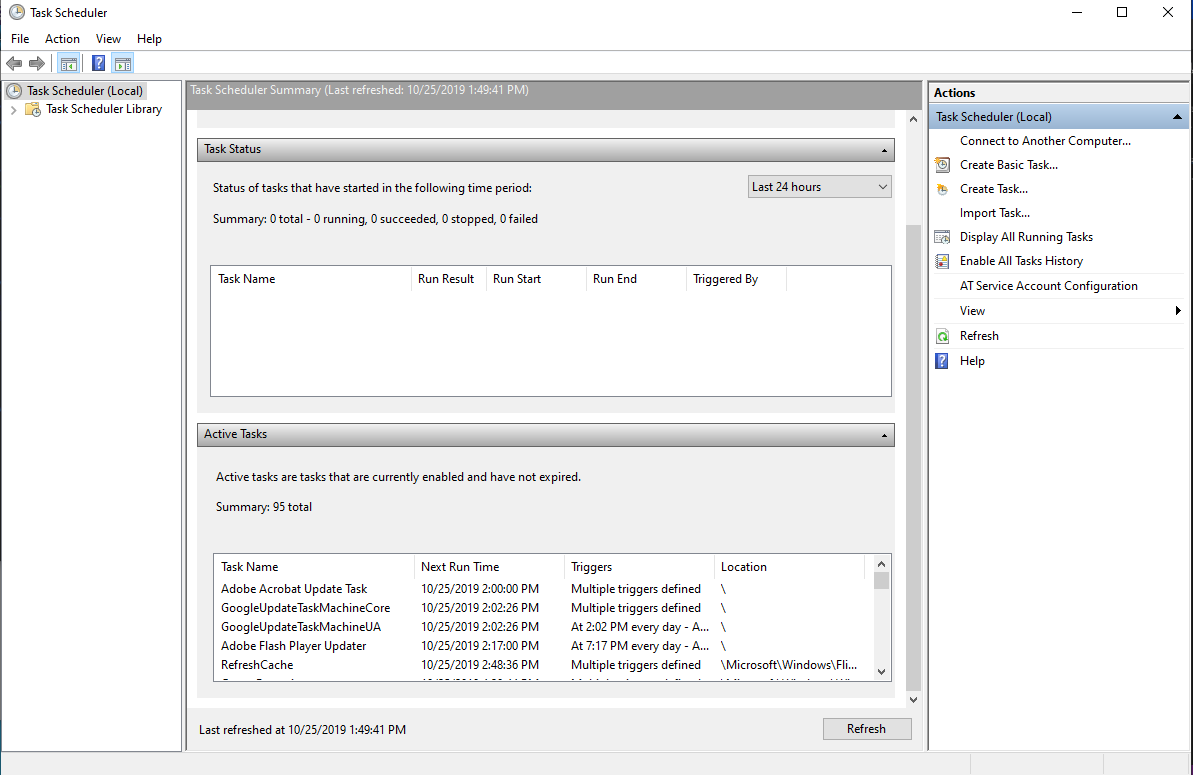 Task Scheduler
File Action View Help
Task Scheduler (Local)
Task Scheduler Library
Task Scheduler Summary (Last refreshed: 10/25/2019 1:49:41 PM)
Task Status
Status of tasks that have started in the following time period:
Last 24 hours
Summary: 0 total - 0 running, 0 succeeded, 0 stopped, 0 failed
Task Name Run Result Run Start Run End Triggered By
Active Tasks
Active tasks are tasks that are currently enabled and have not expired.
Summary: 95 total
Task Name Next Run Time Triggers Location
Adobe Acrobat Update Task 10/25/2019 2:00:00 PM Multiple triggers defined \
GoogleUpdateTaskMachineCore 10/25/2019 2:02:26 PM Multiple triggers defined \
GoogleUpdateTaskMachineUA 10/25/2019 2:02:26 PM At 2:02 PM every day - A... \
Adobe Flash Player Updater 10/25/2019 2:17:00 PM At 7:17 PM every day - A... \
RefreshCache 10/25/2019 2:48:36 PM Multiple triggers defined \Microsoft\Windows\Fli...
Last refreshed at 10/25/2019 1:49:41 PM
Refresh
Actions
Task Scheduler (Local)
Connect to Another Computer...
Create Basic Task...
Create Task...
Import Task...
Display All Running Tasks
Enable All Tasks History
AT Service Account Configuration
View
Refresh
Help